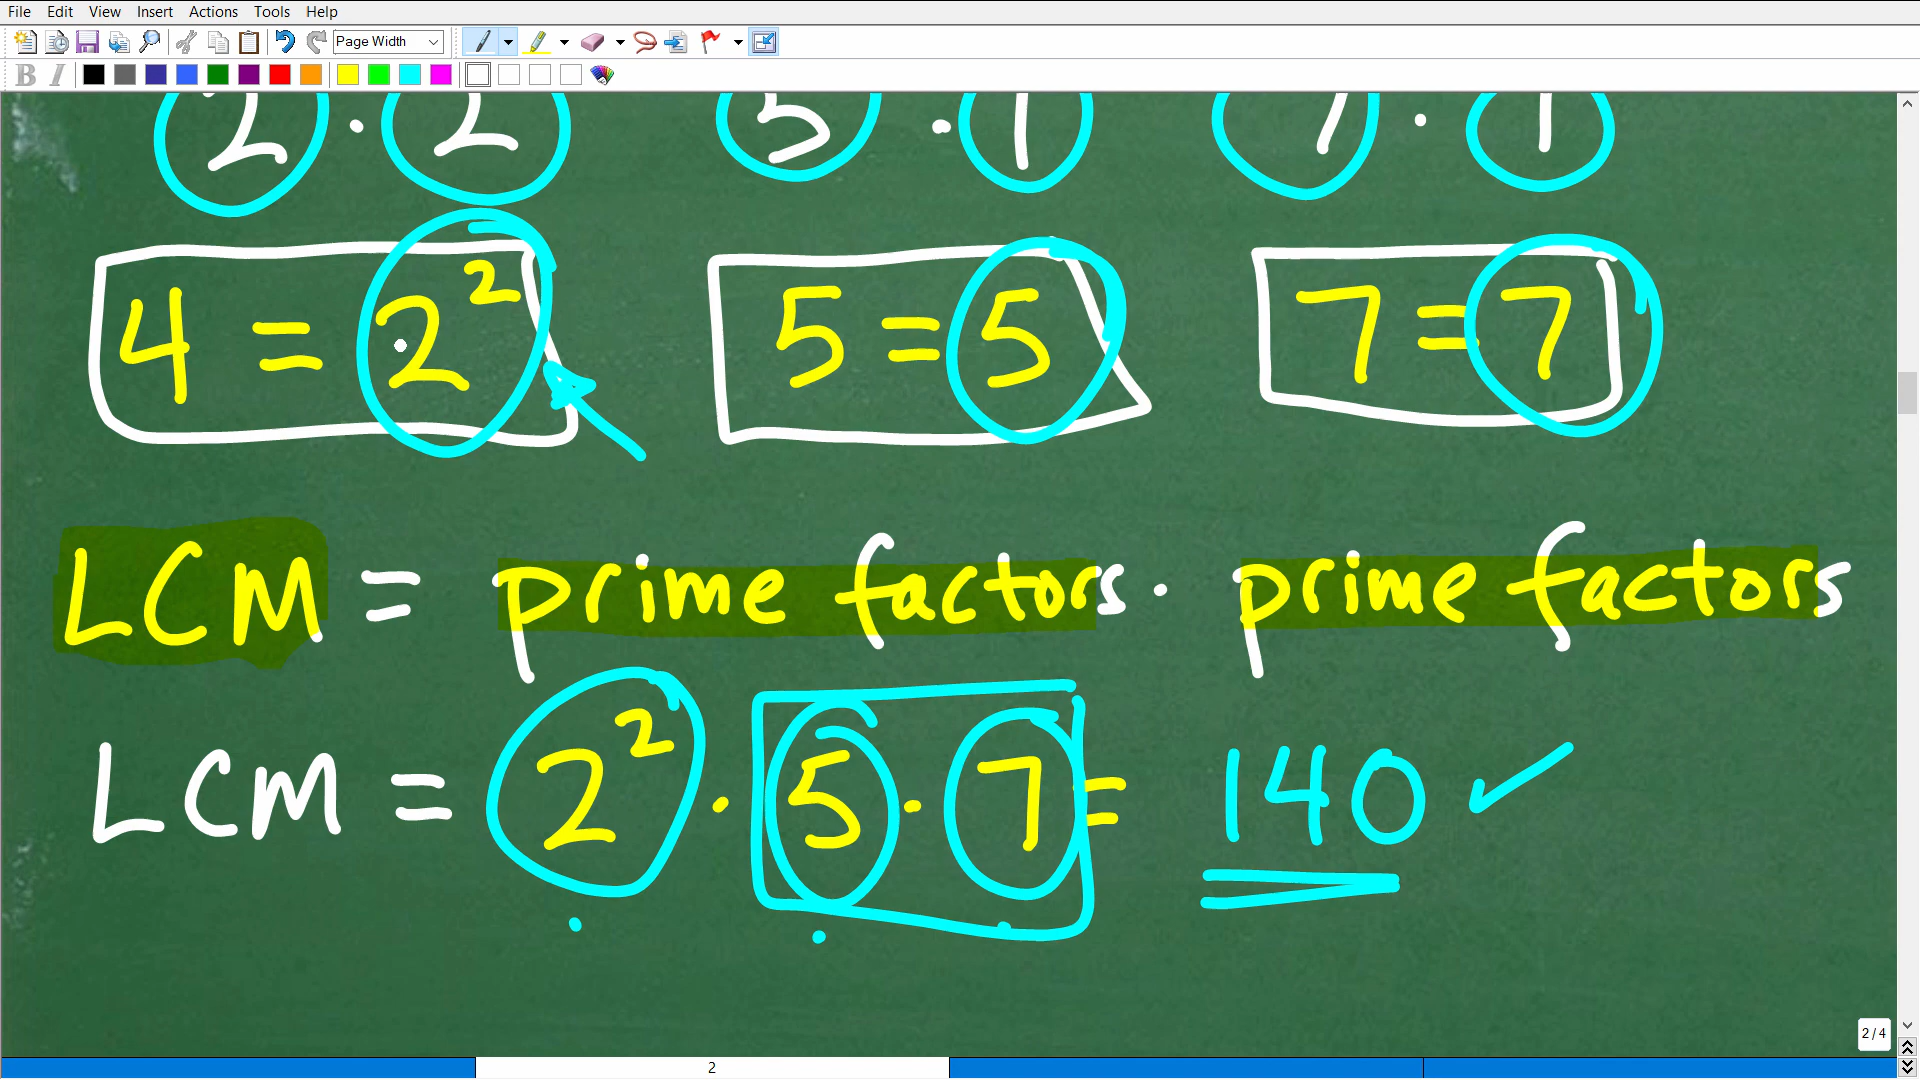 File Edit View Insert Actions Tools Help
Page Width
B I
2 · 2 5 · 1 7 · 1
4 = 2² 5 = 5 7 = 7
LCM = prime factors · prime factors
LCM = 2² · 5 · 7 = 140 ✓
2 / 4
2